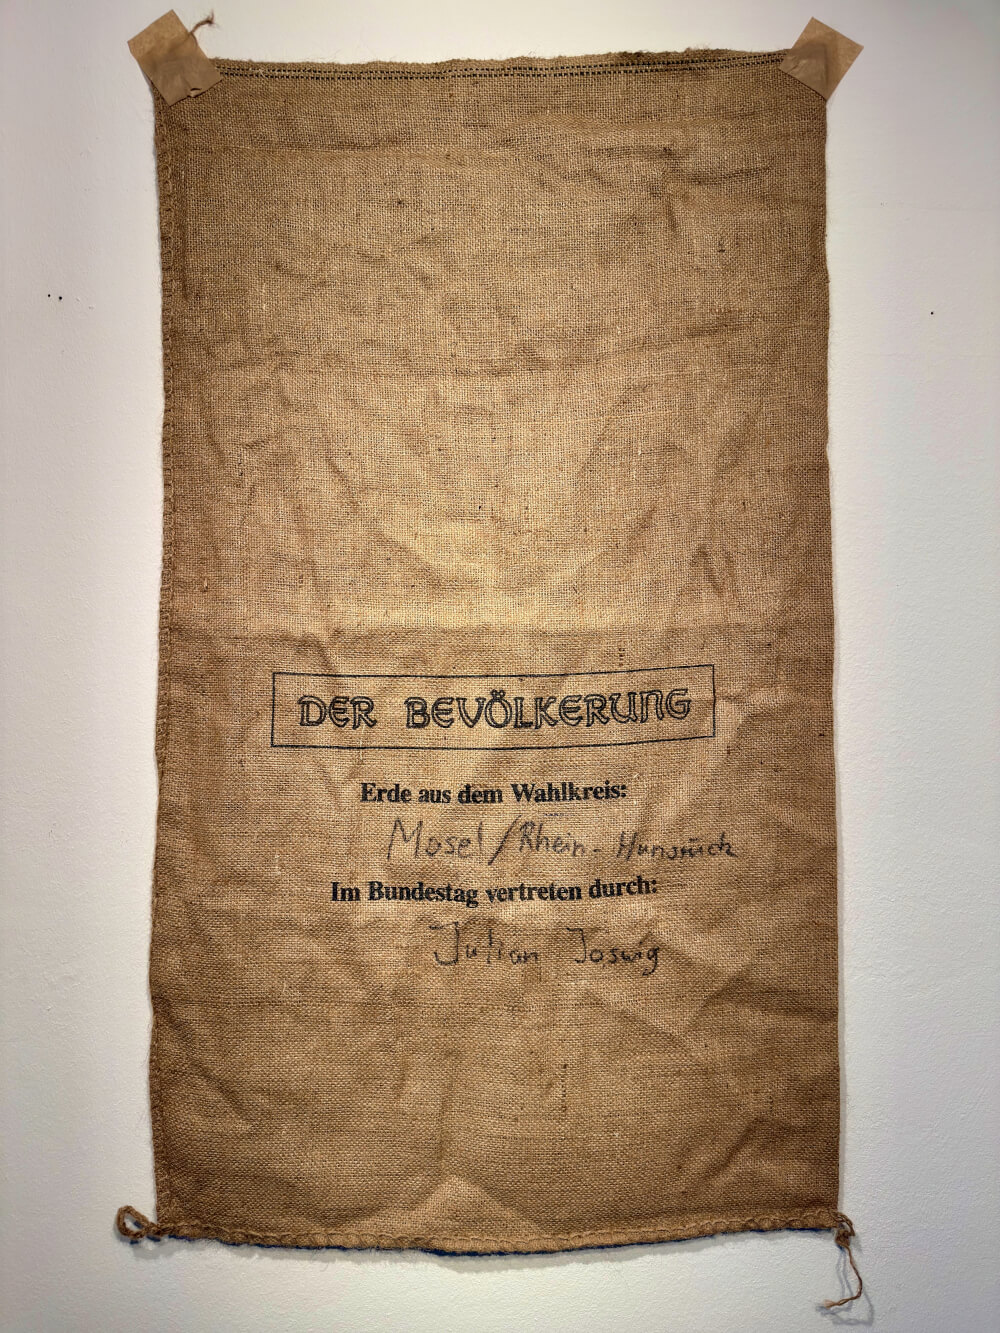 DER BEVÖLKERUNG
Erde aus dem Wahlkreis:
Mosel/Rhein-Hunsrück
Im Bundestag vertreten durch:
Julian Joswig